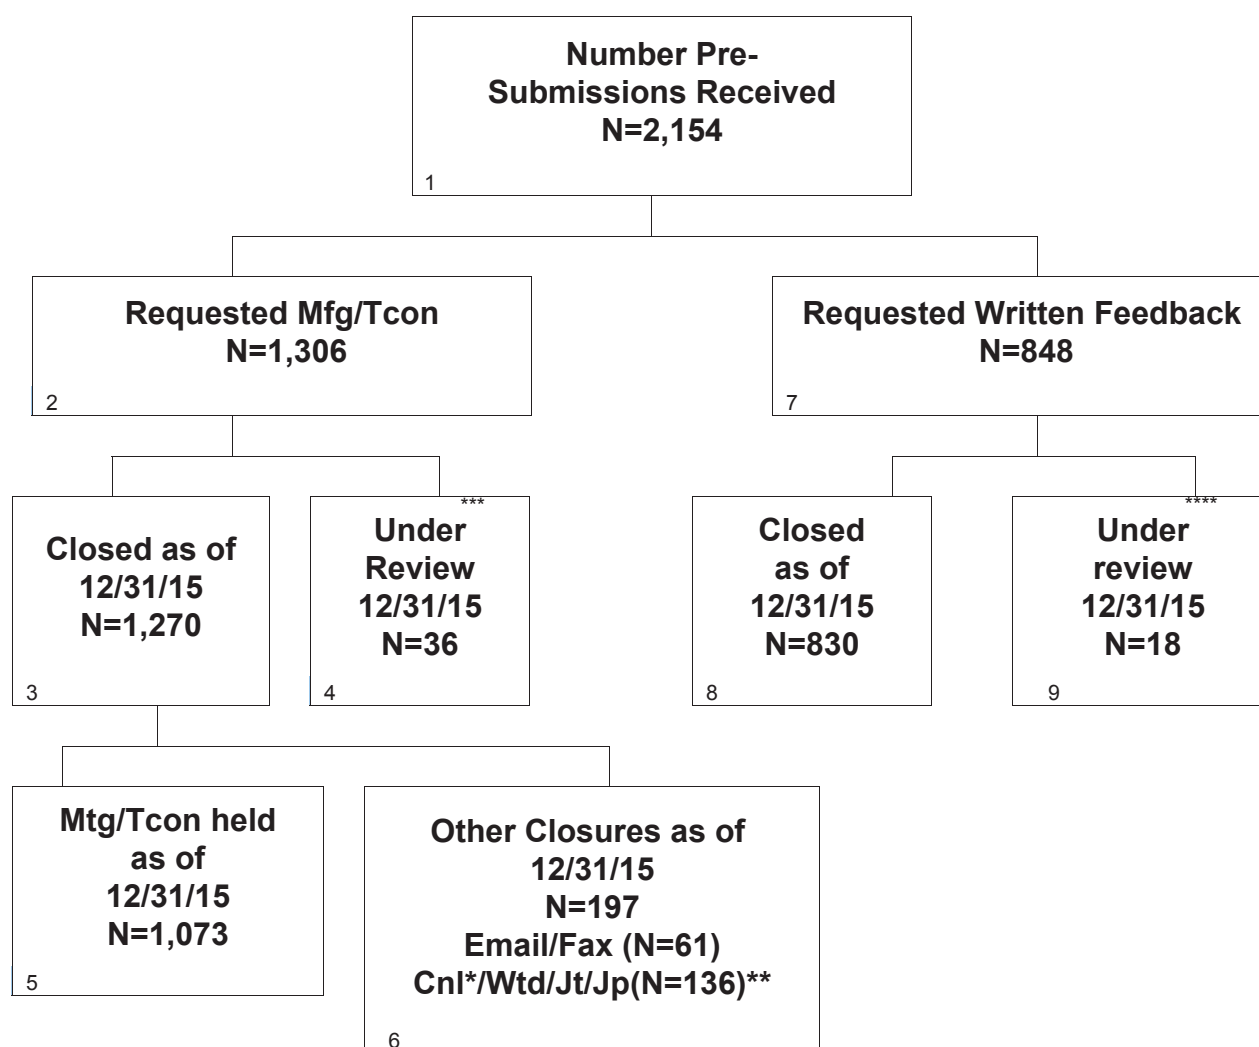 Number Pre-
Submissions Received
N=2,154
1
Requested Mfg/Tcon
N=1,306
2
Requested Written Feedback
N=848
7
Closed as of
12/31/15
N=1,270
3
***
Under
Review
12/31/15
N=36
4
Closed
as of
12/31/15
N=830
8
****
Under
review
12/31/15
N=18
9
Mtg/Tcon held
as of
12/31/15
N=1,073
5
Other Closures as of
12/31/15
N=197
Email/Fax (N=61)
Cnl*/Wtd/Jt/Jp(N=136)**
6